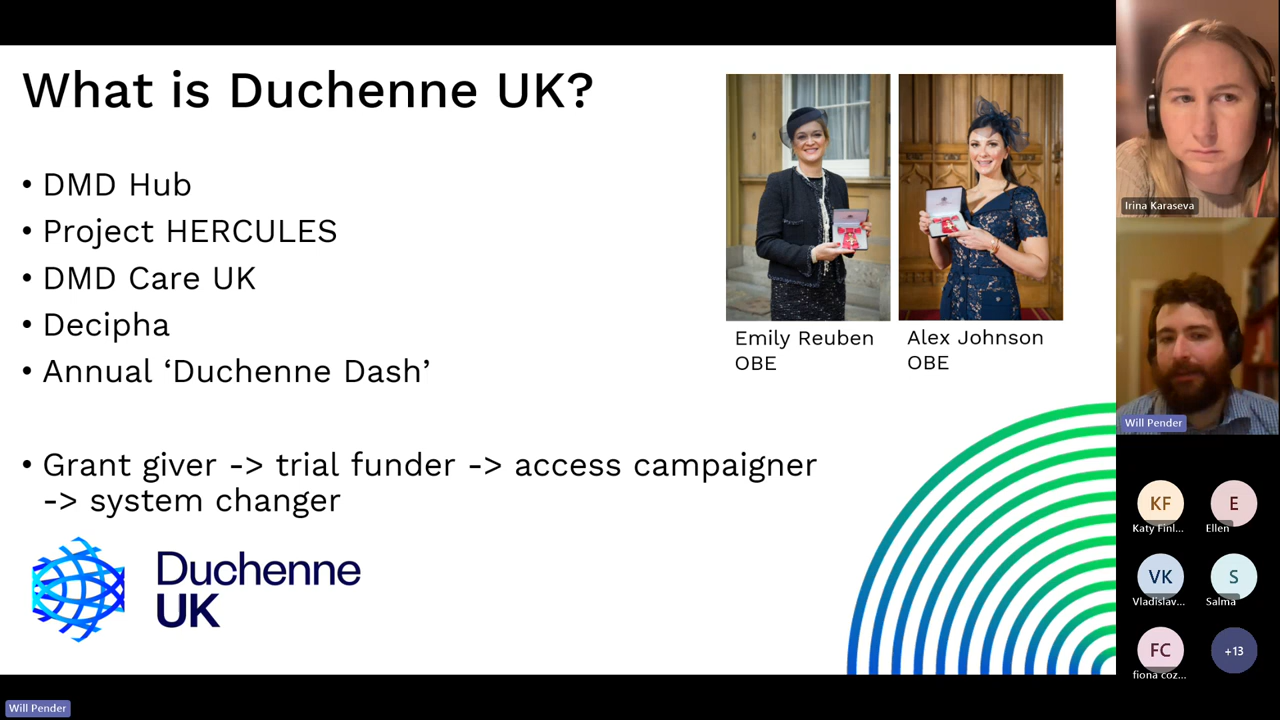 What is Duchenne UK?
• DMD Hub
• Project HERCULES
• DMD Care UK
• Decipha
• Annual ‘Duchenne Dash’
• Grant giver -> trial funder -> access campaigner
-> system changer
Emily Reuben
OBE
Alex Johnson
OBE
Duchenne
UK
Irina Karaseva
Will Pender
KF
Katy Finl...
E
Ellen
VK
Vladislav...
S
Salma
FC
fiona coz...
+13
Will Pender